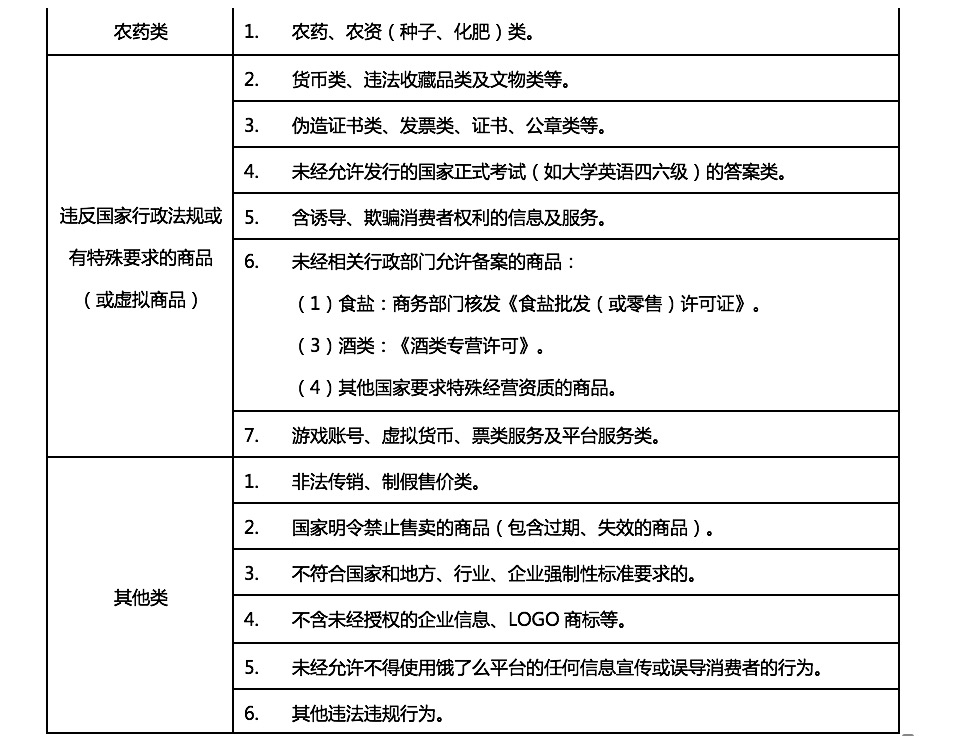 农药类
1. 农药、农资（种子、化肥）类。
违反国家行政法规或
有特殊要求的商品
（或虚拟商品）
2. 货币类、违法收藏品类及文物类等。
3. 伪造证书类、发票类、证书、公章类等。
4. 未经允许发行的国家正式考试（如大学英语四六级）的答案类。
5. 含诱导、欺骗消费者权利的信息及服务。
6. 未经相关行政部门允许备案的商品：
（1）食盐：商务部门核发《食盐批发（或零售）许可证》。
（3）酒类：《酒类专营许可》。
（4）其他国家要求特殊经营资质的商品。
7. 游戏账号、虚拟货币、票类服务及平台服务类。
其他类
1. 非法传销、制假售价类。
2. 国家明令禁止售卖的商品（包含过期、失效的商品）。
3. 不符合国家和地方、行业、企业强制性标准要求的。
4. 不含未经授权的企业信息、LOGO 商标等。
5. 未经允许不得使用饿了么平台的任何信息宣传或误导消费者的行为。
6. 其他违法违规行为。